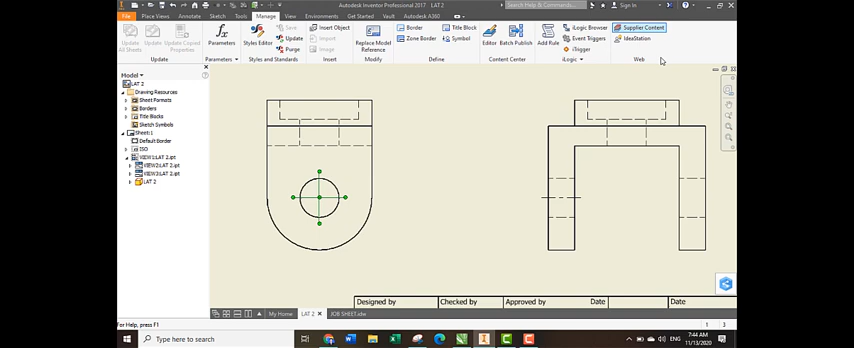 Autodesk Inventor Professional 2017 LAT 2
Search Help & Commands...
Sign In
File Place Views Annotate Sketch Tools Manage View Environments Get Started Vault Autodesk A360
Update All Sheets
Update
Update Copied Properties
Update
Parameters
Parameters
Styles Editor
Save
Update
Purge
Styles and Standards
Insert Object
Import
Image
Insert
Replace Model Reference
Modify
Border
Zone Border
Title Block
Symbol
Define
Editor
Batch Publish
Content Center
Add Rule
iLogic Browser
Event Triggers
iTrigger
iLogic
Supplier Content
IdeaStation
Web
Model
LAT 2
Drawing Resources
Sheet Formats
Borders
Title Blocks
Sketch Symbols
Sheet:1
Default Border
ISO
VIEW1:LAT 2.ipt
VIEW2:LAT 2.ipt
VIEW3:LAT 2.ipt
LAT 2
Designed by Checked by Approved by Date Date
My Home LAT 2 JOB SHEET.idw
For Help, press F1
1 3
Type here to search
ENG
7:44 AM
11/13/2020